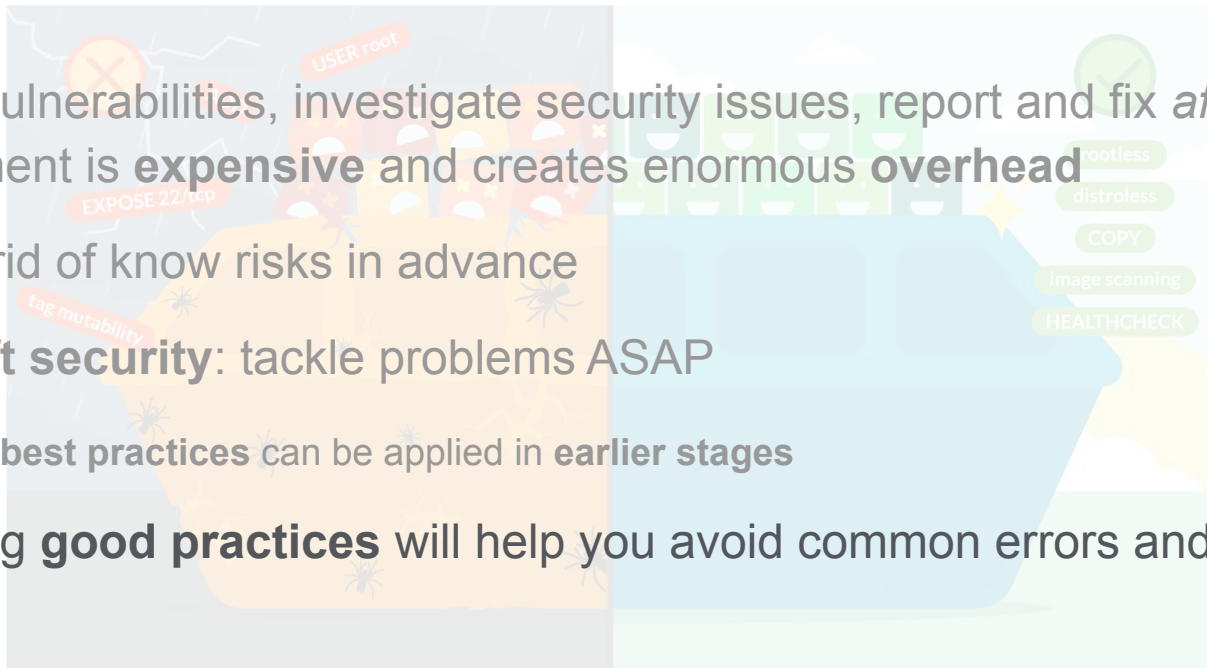 USER root
ulnerabilities, investigate security issues, report and fix
ent is expensive and creates enormous overhead
rootless
EXPOSE 22/tcp
distroless
COPY
rid of know risks in advance
image scanning
tag mutability
HEALTHCHECK
t security: tackle problems ASAP
best practices can be applied in earlier stages
g good practices will help you avoid common errors and